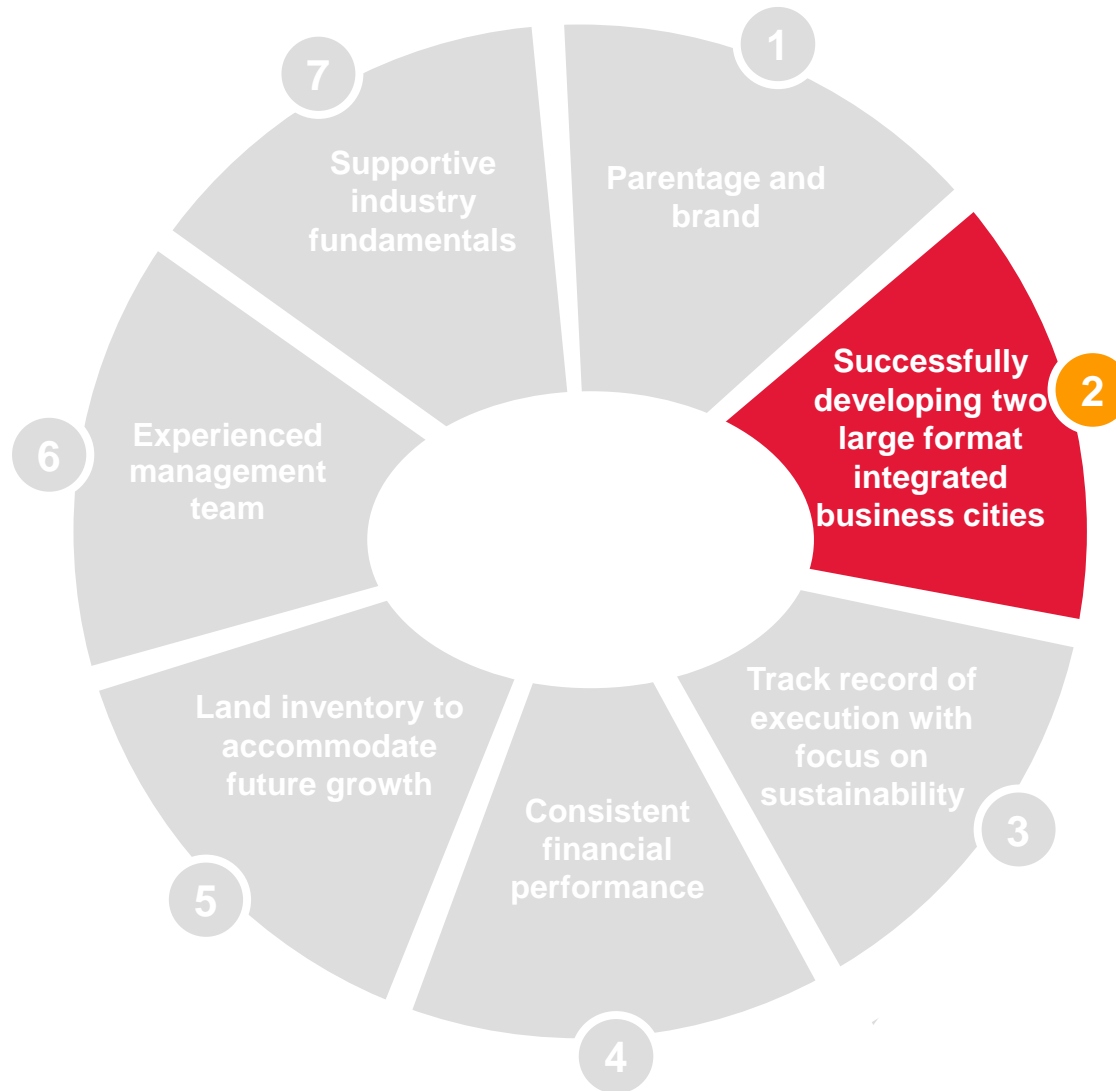 1
Parentage and
brand
2
Successfully
developing two
large format
integrated
business cities
3
Track record of
execution with
focus on
sustainability
4
Consistent
financial
performance
5
Land inventory to
accommodate
future growth
6
Experienced
management
team
7
Supportive
industry
fundamentals